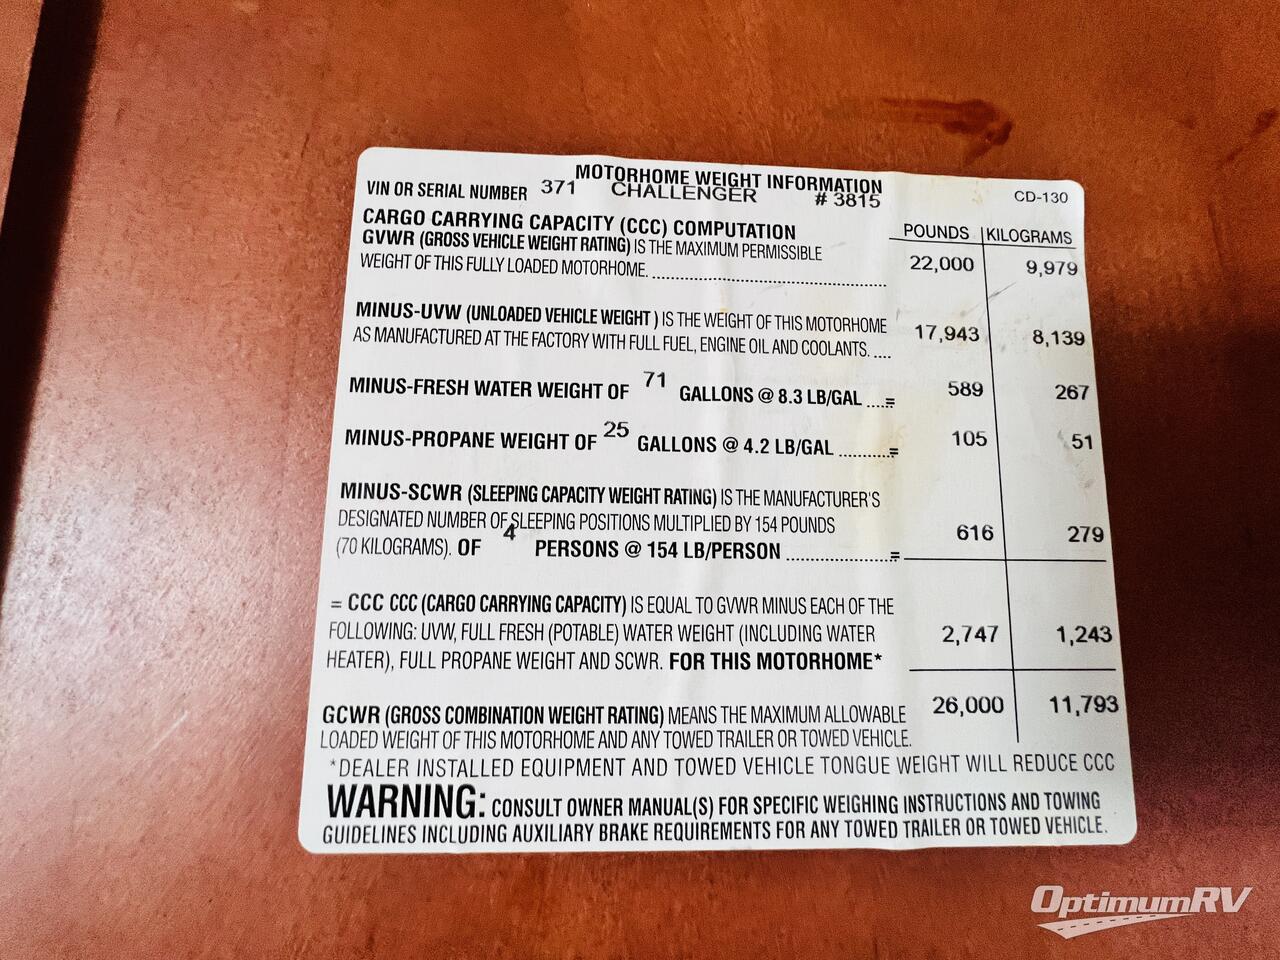 MOTORHOME WEIGHT INFORMATION
VIN OR SERIAL NUMBER 371 CHALLENGER # 3815 CD-130
CARGO CARRYING CAPACITY (CCC) COMPUTATION POUNDS KILOGRAMS
GVWR (GROSS VEHICLE WEIGHT RATING) IS THE MAXIMUM PERMISSIBLE
WEIGHT OF THIS FULLY LOADED MOTORHOME. 22,000 9,979
MINUS-UVW (UNLOADED VEHICLE WEIGHT ) IS THE WEIGHT OF THIS MOTORHOME
AS MANUFACTURED AT THE FACTORY WITH FULL FUEL, ENGINE OIL AND COOLANTS. .... 17,943 8,139
MINUS-FRESH WATER WEIGHT OF 71 GALLONS @ 8.3 LB/GAL ....= 589 267
MINUS-PROPANE WEIGHT OF 25 GALLONS @ 4.2 LB/GAL ..........= 105 51
MINUS-SCWR (SLEEPING CAPACITY WEIGHT RATING) IS THE MANUFACTURER'S
DESIGNATED NUMBER OF SLEEPING POSITIONS MULTIPLIED BY 154 POUNDS
(70 KILOGRAMS). OF 4 PERSONS @ 154 LB/PERSON ......................= 616 279
= CCC CCC (CARGO CARRYING CAPACITY) IS EQUAL TO GVWR MINUS EACH OF THE
FOLLOWING: UVW, FULL FRESH (POTABLE) WATER WEIGHT (INCLUDING WATER
HEATER), FULL PROPANE WEIGHT AND SCWR. FOR THIS MOTORHOME* 2,747 1,243
GCWR (GROSS COMBINATION WEIGHT RATING) MEANS THE MAXIMUM ALLOWABLE 26,000 11,793
LOADED WEIGHT OF THIS MOTORHOME AND ANY TOWED TRAILER OR TOWED VEHICLE.
*DEALER INSTALLED EQUIPMENT AND TOWED VEHICLE TONGUE WEIGHT WILL REDUCE CCC
WARNING: CONSULT OWNER MANUAL(S) FOR SPECIFIC WEIGHING INSTRUCTIONS AND TOWING
GUIDELINES INCLUDING AUXILIARY BRAKE REQUIREMENTS FOR ANY TOWED TRAILER OR TOWED VEHICLE.
OptimumRV